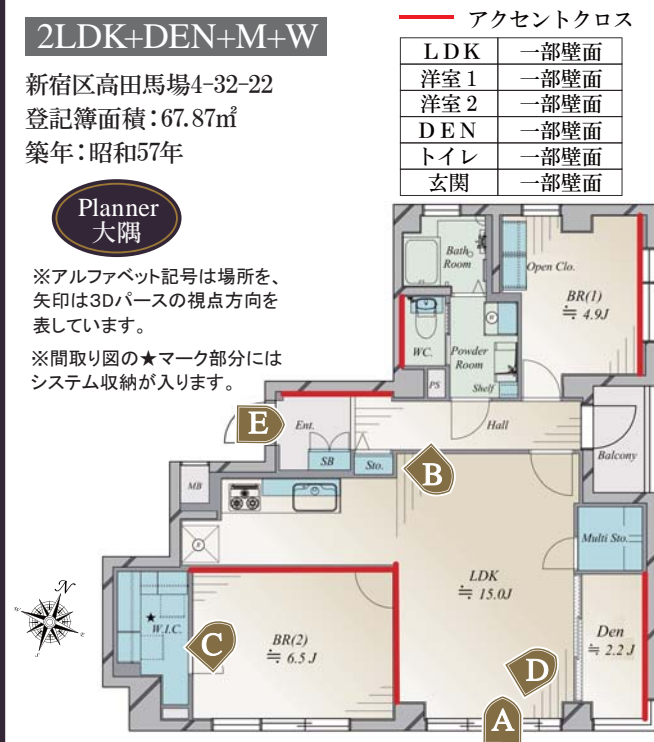 2LDK+DEN+M+W
新宿区高田馬場4-32-22
登記簿面積：67.87㎡
築年：昭和57年
Planner
大隅
※アルファベット記号は場所を、
矢印は3Dパースの視点方向を
表しています。
※間取り図の★マーク部分には
システム収納が入ります。
アクセントクロス
LDK 一部壁面
洋室1 一部壁面
洋室2 一部壁面
DEN 一部壁面
トイレ 一部壁面
玄関 一部壁面
Bath
Room
Open Clo.
BR(1)
≒ 4.9J
W
WC.
Powder
Room
PS
Shelf
E
Ent.
Hall
SB
Sto.
B
Balcony
MB
R
Multi Sto.
LDK
≒ 15.0J
N
W
E
S
★
W.I.C.
C
BR(2)
≒ 6.5 J
D
Den
≒ 2.2 J
A